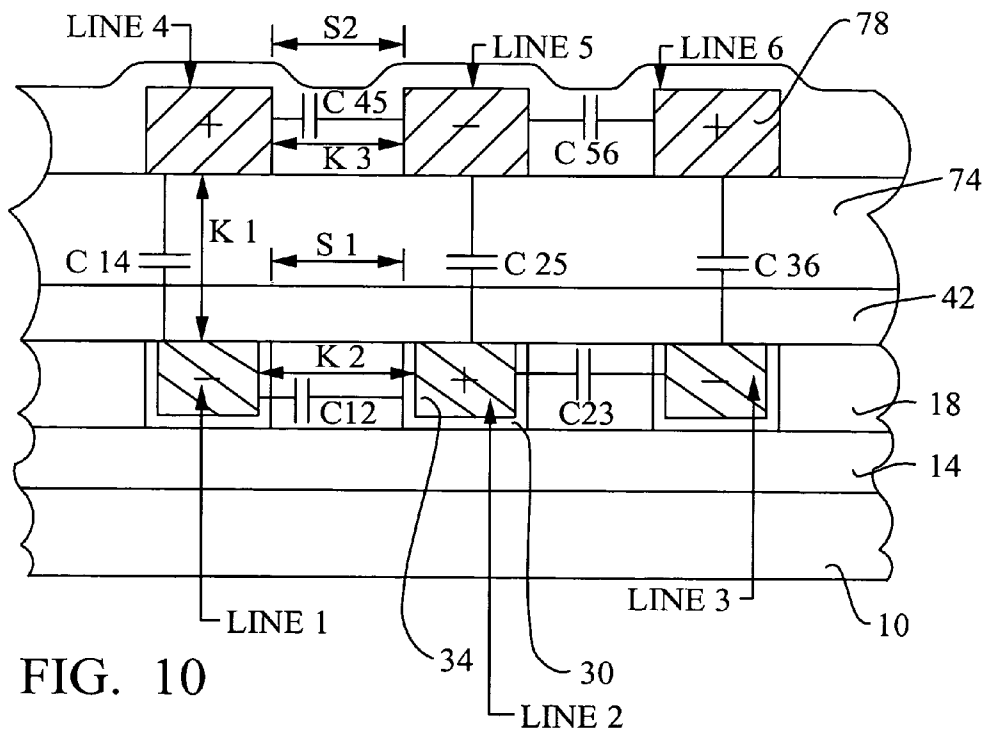 LINE 4 S2 LINE 5 LINE 6 78
+ C 45 − +
K 3 C 56
74
K 1
C 14 S 1 C 25 C 36
42
− K 2 + −
C12 C23 18
14
LINE 1 LINE 3 10
34 30
FIG. 10 LINE 2